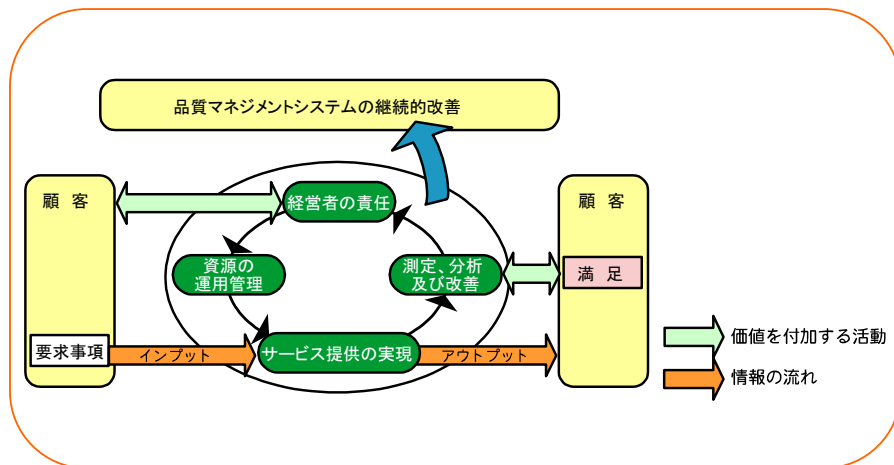 品質マネジメントシステムの継続的改善
顧 客
経営者の責任
顧 客
資源の
運用管理
測定、分析
及び改善
満 足
要求事項
インプット
サービス提供の実現
アウトプット
価値を付加する活動
情報の流れ